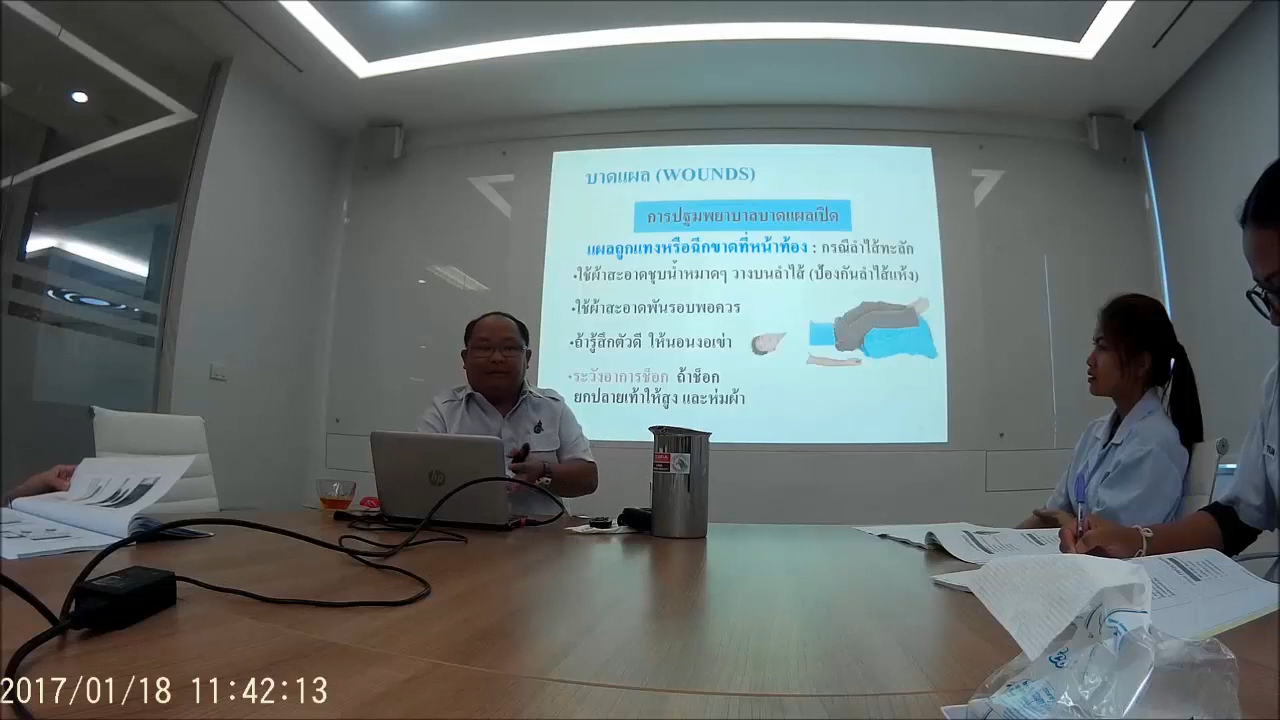 บาดแผล (WOUNDS)
การปฐมพยาบาลบาดแผลเปิด
แผลถูกแทงหรือฉีกขาดที่หน้าท้อง : กรณีลำไส้ทะลัก
•ใช้ผ้าสะอาดชุบน้ำหมาดๆ วางบนลำไส้ (ป้องกันลำไส้แห้ง)
•ใช้ผ้าสะอาดพันรอบพอควร
•ถ้ารู้สึกตัวดี ให้นอนงอเข่า
•ระวังอาการช็อก ถ้าช็อก
ยกปลายเท้าให้สูง และห่มผ้า
hp
2017/01/18 11:42:13